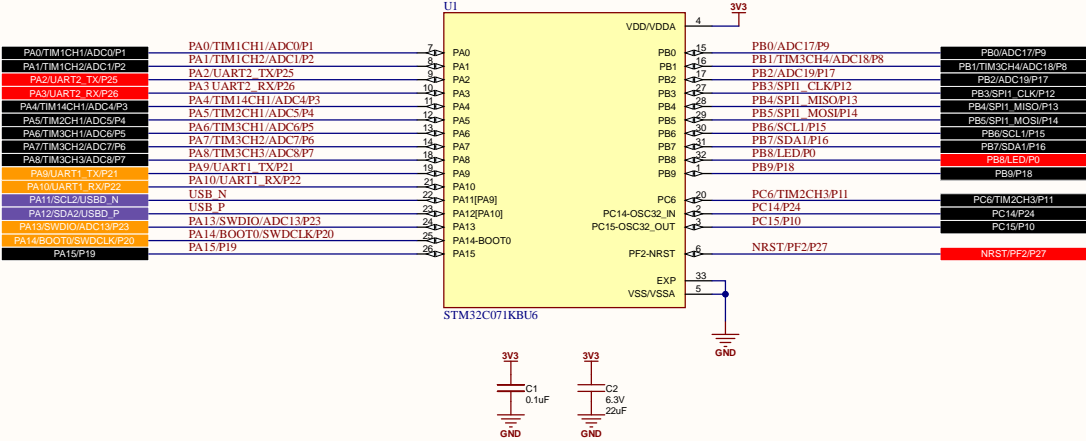 U1
3V3
VDD/VDDA 4
PA0/TIM1CH1/ADC0/P1 PA0/TIM1CH1/ADC0/P1 7 PA0 PB0 15 PB0/ADC17/P9 PB0/ADC17/P9
PA1/TIM1CH2/ADC1/P2 PA1/TIM1CH2/ADC1/P2 8 PA1 PB1 16 PB1/TIM3CH4/ADC18/P8 PB1/TIM3CH4/ADC18/P8
PA2/UART2_TX/P25 PA2/UART2_TX/P25 9 PA2 PB2 17 PB2/ADC19/P17 PB2/ADC19/P17
PA3/UART2_RX/P26 PA3 UART2_RX/P26 10 PA3 PB3 27 PB3/SPI1_CLK/P12 PB3/SPI1_CLK/P12
PA4/TIM14CH1/ADC4/P3 PA4/TIM14CH1/ADC4/P3 11 PA4 PB4 28 PB4/SPI1_MISO/P13 PB4/SPI1_MISO/P13
PA5/TIM2CH1/ADC5/P4 PA5/TIM2CH1/ADC5/P4 12 PA5 PB5 29 PB5/SPI1_MOSI/P14 PB5/SPI1_MOSI/P14
PA6/TIM3CH1/ADC6/P5 PA6/TIM3CH1/ADC6/P5 13 PA6 PB6 30 PB6/SCL1/P15 PB6/SCL1/P15
PA7/TIM3CH2/ADC7/P6 PA7/TIM3CH2/ADC7/P6 14 PA7 PB7 31 PB7/SDA1/P16 PB7/SDA1/P16
PA8/TIM3CH3/ADC8/P7 PA8/TIM3CH3/ADC8/P7 18 PA8 PB8 32 PB8/LED/P0 PB8/LED/P0
PA9/UART1_TX/P21 PA9/UART1_TX/P21 19 PA9 PB9 1 PB9/P18 PB9/P18
PA10/UART1_RX/P22 PA10/UART1_RX/P22 21 PA10
PA11/SCL2/USBD_N USB_N 22 PA11[PA9] PC6 20 PC6/TIM2CH3/P11 PC6/TIM2CH3/P11
PA12/SDA2/USBD_P USB_P 23 PA12[PA10] PC14-OSC32_IN 2 PC14/P24 PC14/P24
PA13/SWDIO/ADC13/P23 PA13/SWDIO/ADC13/P23 24 PA13 PC15-OSC32_OUT 3 PC15/P10 PC15/P10
PA14/BOOT0/SWDCLK/P20 PA14/BOOT0/SWDCLK/P20 25 PA14-BOOT0
PA15/P19 PA15/P19 26 PA15 PF2-NRST 6 NRST/PF2/P27 NRST/PF2/P27
EXP 33
VSS/VSSA 5
STM32C071KBU6
GND
3V3 3V3
C1 C2
0.1uF 6.3V
22uF
GND GND